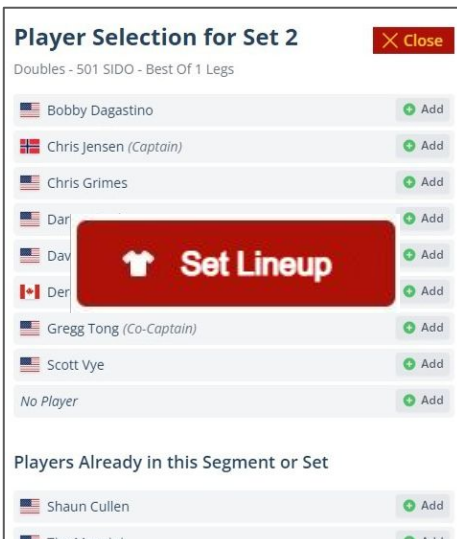 Player Selection for Set 2
Close
Doubles - 501 SIDO - Best Of 1 Legs
Bobby Dagastino Add
Chris Jensen (Captain) Add
Chris Grimes Add
Add
Add
Add
Set Lineup
Gregg Tong (Co-Captain) Add
Scott Vye Add
No Player Add
Players Already in this Segment or Set
Shaun Cullen Add